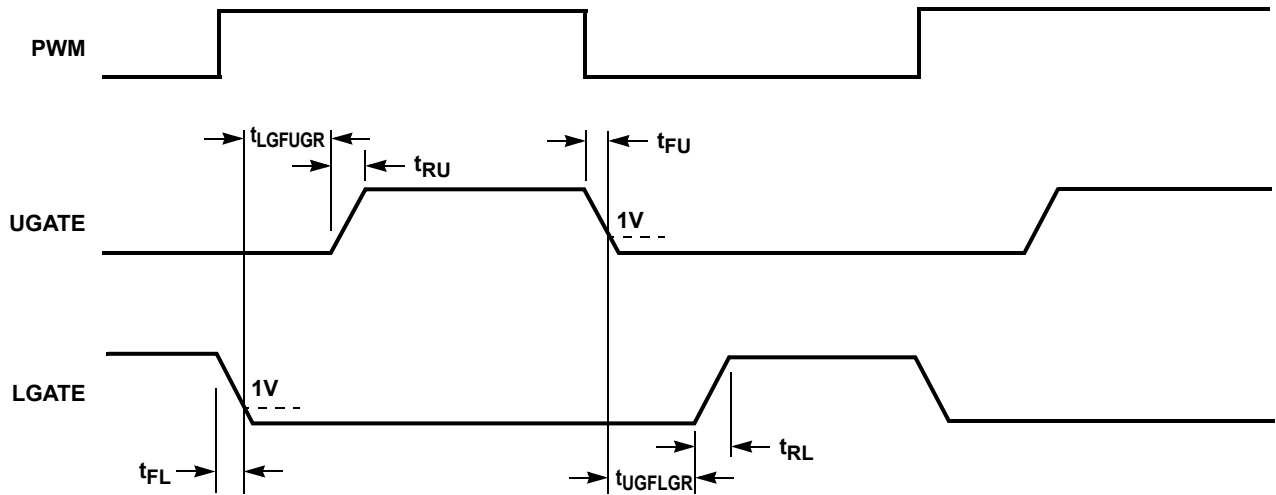 PWM
tLGFUGR
tFU
tRU
UGATE
1V
LGATE
1V
tRL
tFL
tUGFLGR